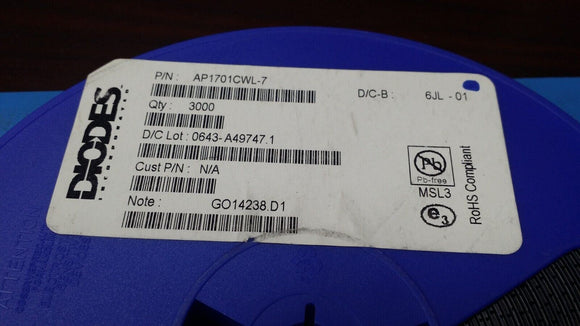 DIODES
INCORPORATED
P/N : AP1701CWL-7
D/C-B : 6JL - 01
Qty : 3000
D/C Lot : 0643- A49747.1
Cust P/N : N/A
Note : GO14238.D1
Pb
Pb-free
MSL3
e3
RoHS Compliant